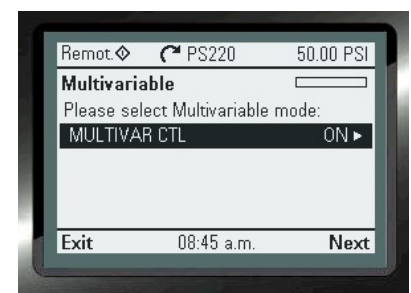 Remot. PS220 50.00 PSI
Multivariable
Please select Multivariable mode:
MULTIVAR CTL ON ►
Exit 08:45 a.m. Next